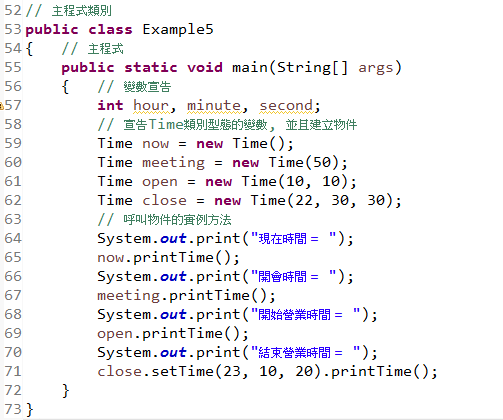 52 // 主程式類別
53 public class Example5
54 {   // 主程式
55     public static void main(String[] args)
56     {   // 變數宣告
57         int hour, minute, second;
58         // 宣告Time類別型態的變數, 並且建立物件
59         Time now = new Time();
60         Time meeting = new Time(50);
61         Time open = new Time(10, 10);
62         Time close = new Time(22, 30, 30);
63         // 呼叫物件的實例方法
64         System.out.print("現在時間 = ");
65         now.printTime();
66         System.out.print("開會時間 = ");
67         meeting.printTime();
68         System.out.print("開始營業時間 = ");
69         open.printTime();
70         System.out.print("結束營業時間 = ");
71         close.setTime(23, 10, 20).printTime();
72     }
73 }